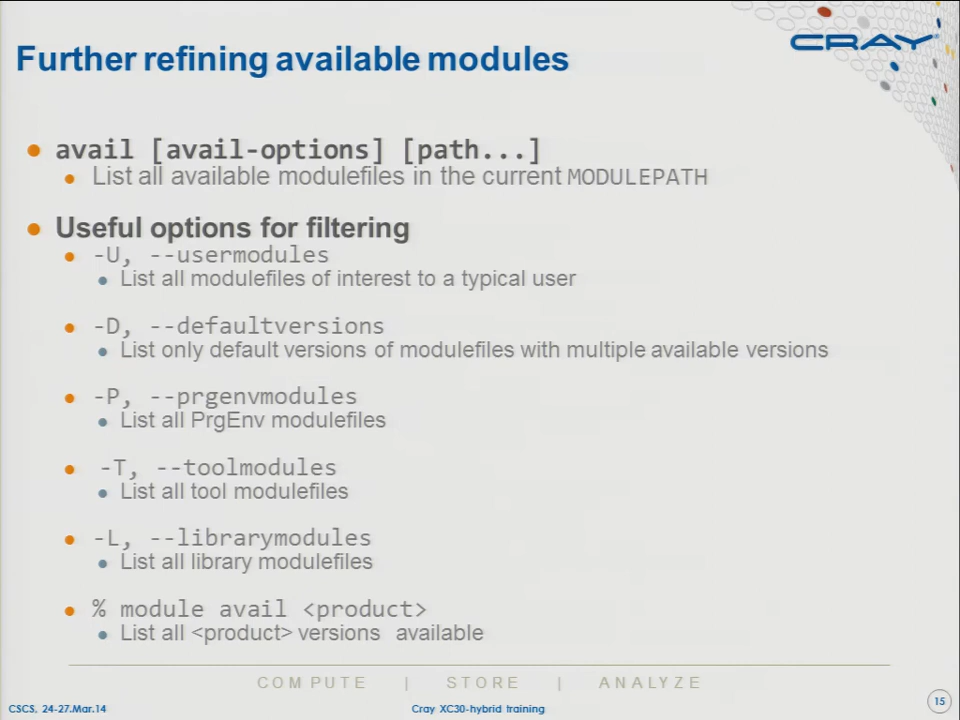 Further refining available modules
CRAY
avail [avail-options] [path...]
List all available modulefiles in the current MODULEPATH
Useful options for filtering
-U, --usermodules
List all modulefiles of interest to a typical user
-D, --defaultversions
List only default versions of modulefiles with multiple available versions
-P, --prgenvmodules
List all PrgEnv modulefiles
-T, --toolmodules
List all tool modulefiles
-L, --librarymodules
List all library modulefiles
% module avail <product>
List all <product> versions available
COMPUTE | STORE | ANALYZE
CSCS, 24-27.Mar.14
Cray XC30-hybrid training
15